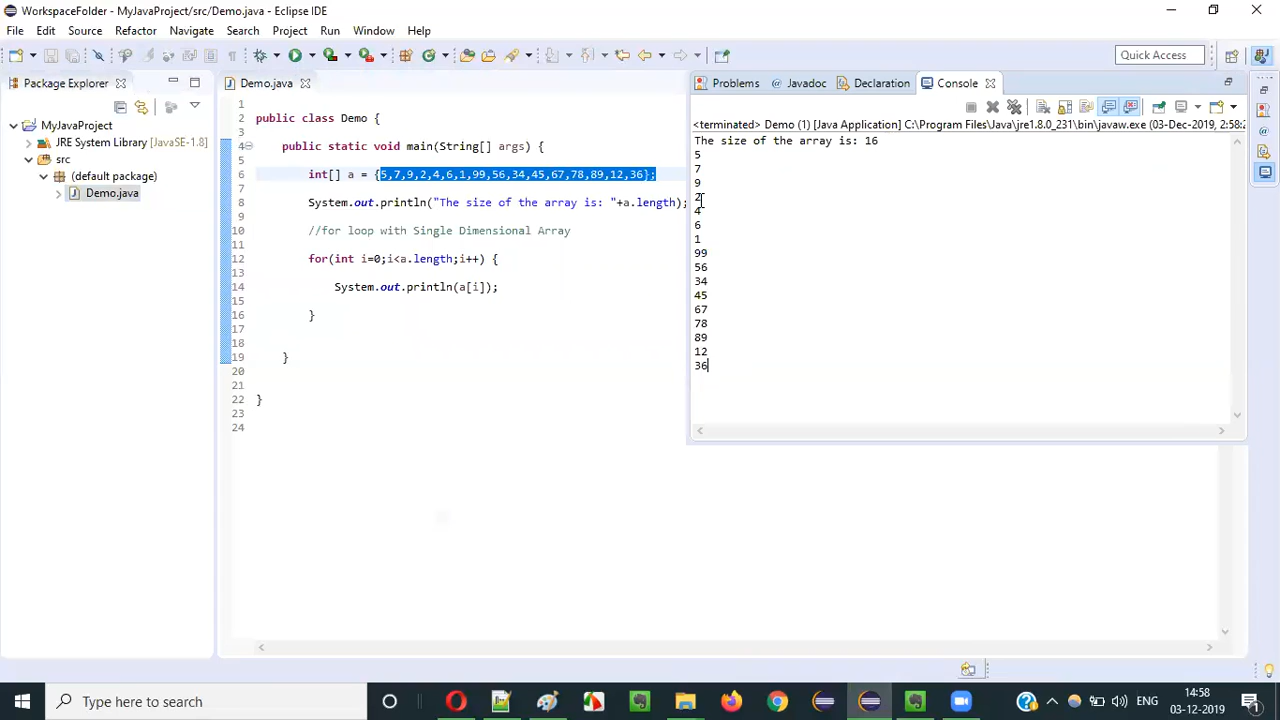 WorkspaceFolder - MyJavaProject/src/Demo.java - Eclipse IDE
File Edit Source Refactor Navigate Search Project Run Window Help
Quick Access
Package Explorer
MyJavaProject
JRE System Library [JavaSE-1.8]
src
(default package)
Demo.java
Demo.java
1
2 public class Demo {
3
4 public static void main(String[] args) {
5
6 int[] a = {5,7,9,2,4,6,1,99,56,34,45,67,78,89,12,36};
7
8 System.out.println("The size of the array is: "+a.length);
9
10 //for loop with Single Dimensional Array
11
12 for(int i=0;i<a.length;i++) {
13
14 System.out.println(a[i]);
15
16 }
17
18
19 }
20
21
22 }
23
24
Problems @ Javadoc Declaration Console
<terminated> Demo (1) [Java Application] C:\Program Files\Java\jre1.8.0_231\bin\javaw.exe (03-Dec-2019, 2:58:2
The size of the array is: 16
5
7
9
2
4
6
1
99
56
34
45
67
78
89
12
36
Type here to search
ENG
14:58
03-12-2019